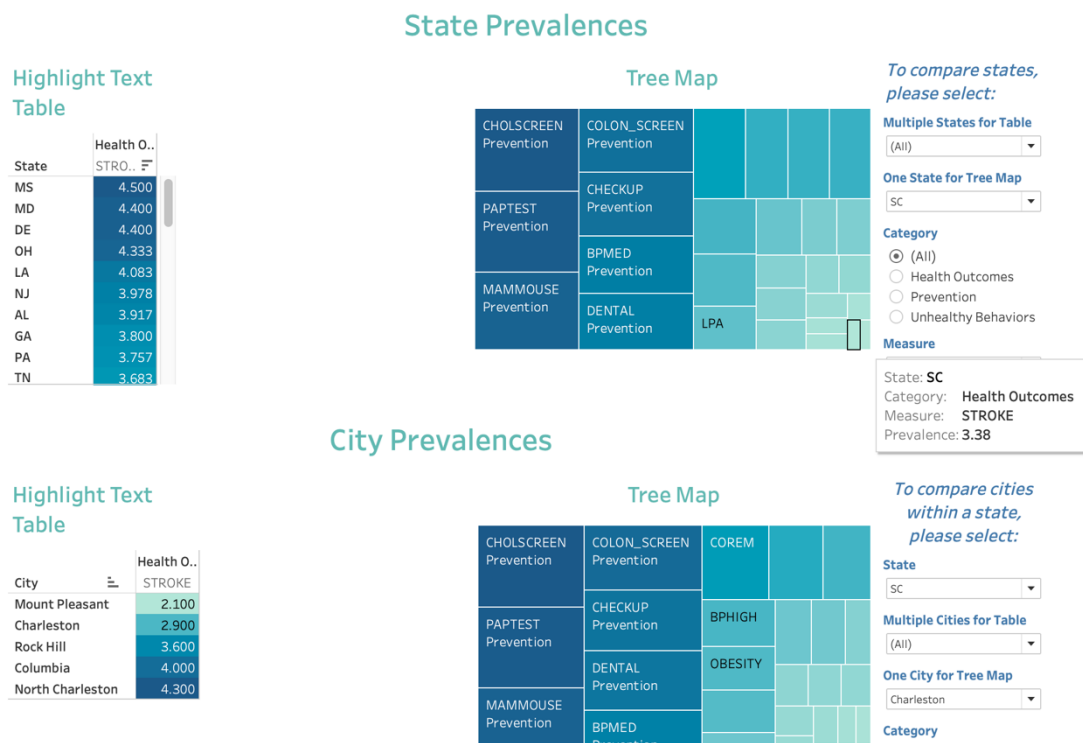 State Prevalences
Highlight Text
Table
Health O..
State STRO..
MS 4.500
MD 4.400
DE 4.400
OH 4.333
LA 4.083
NJ 3.978
AL 3.917
GA 3.800
PA 3.757
TN 3.683
Tree Map
CHOLSCREEN
Prevention
PAPTEST
Prevention
MAMMOUSE
Prevention
COLON_SCREEN
Prevention
CHECKUP
Prevention
BPMED
Prevention
DENTAL
Prevention
LPA
To compare states,
please select:
Multiple States for Table
(All)
One State for Tree Map
SC
Category
(All)
Health Outcomes
Prevention
Unhealthy Behaviors
Measure
State: SC
Category: Health Outcomes
Measure: STROKE
Prevalence: 3.38
City Prevalences
Highlight Text
Table
Health O..
City STROKE
Mount Pleasant 2.100
Charleston 2.900
Rock Hill 3.600
Columbia 4.000
North Charleston 4.300
Tree Map
CHOLSCREEN
Prevention
PAPTEST
Prevention
MAMMOUSE
Prevention
COLON_SCREEN
Prevention
CHECKUP
Prevention
DENTAL
Prevention
BPMED
Prevention
COREM
BPHIGH
OBESITY
To compare cities
within a state,
please select:
State
SC
Multiple Cities for Table
(All)
One City for Tree Map
Charleston
Category